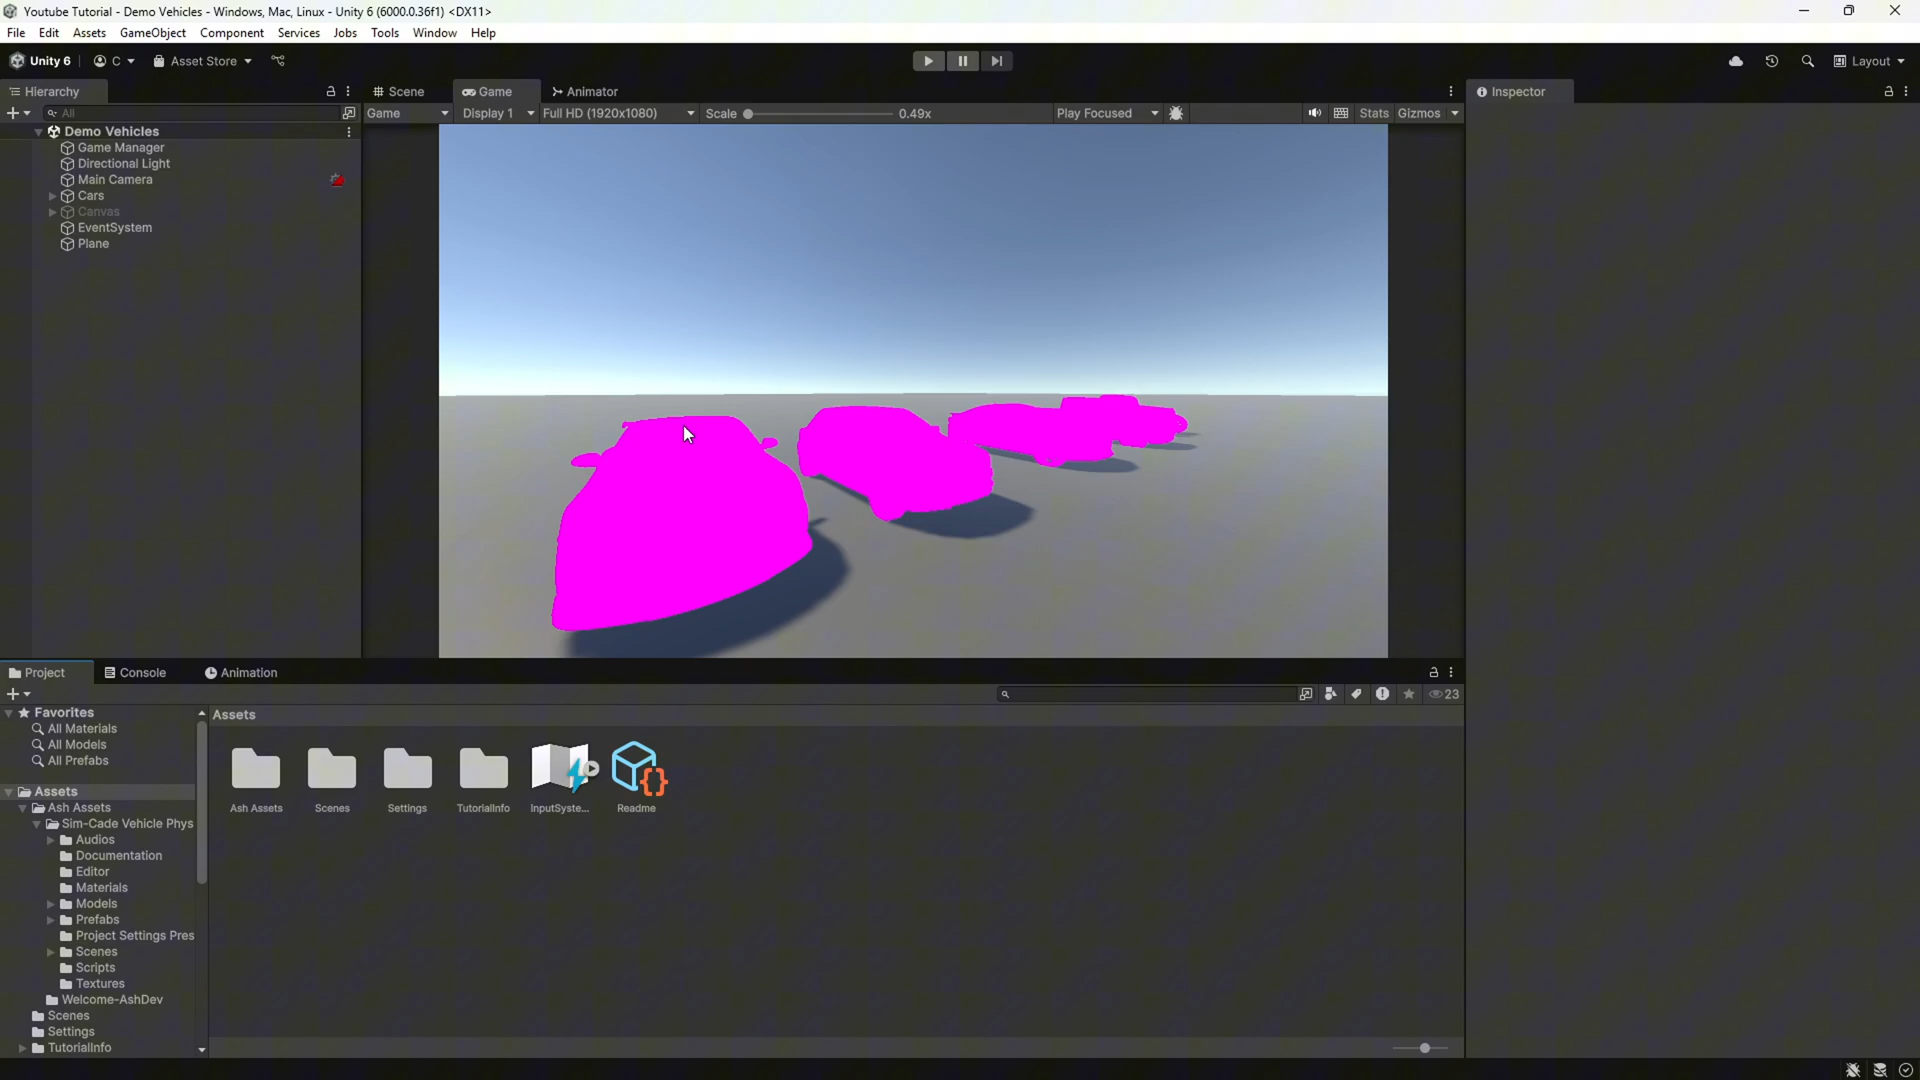 Youtube Tutorial - Demo Vehicles - Windows, Mac, Linux - Unity 6 (6000.0.36f1) <DX11>
File Edit Assets GameObject Component Services Jobs Tools Window Help
Unity 6 C Asset Store Layout
Hierarchy Scene Game Animator Inspector
All Game Display 1 Full HD (1920x1080) Scale 0.49x Play Focused Stats Gizmos
Demo Vehicles
Game Manager
Directional Light
Main Camera
Cars
Canvas
EventSystem
Plane
Project Console Animation
23
Favorites
All Materials
All Models
All Prefabs
Assets
Ash Assets
Sim-Cade Vehicle Phys
Audios
Documentation
Editor
Materials
Models
Prefabs
Project Settings Pres
Scenes
Scripts
Textures
Welcome-AshDev
Scenes
Settings
TutorialInfo
Assets
Ash Assets Scenes Settings TutorialInfo InputSyste... Readme